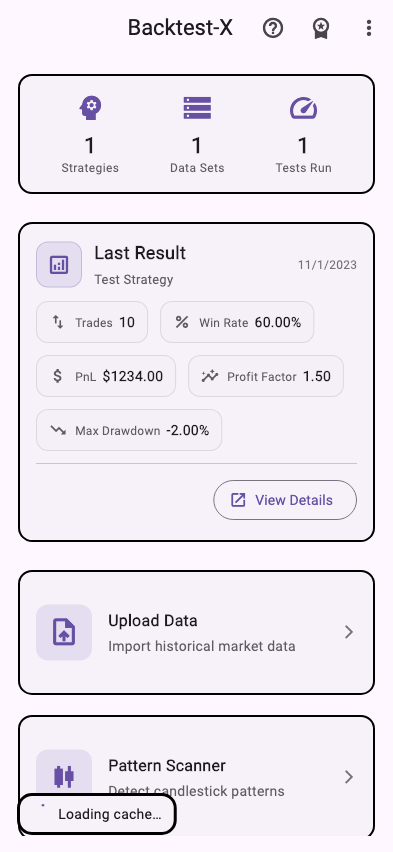 Backtest-X
1 1 1
Strategies Data Sets Tests Run
Last Result
Test Strategy
11/1/2023
Trades 10 Win Rate 60.00%
PnL $1234.00 Profit Factor 1.50
Max Drawdown -2.00%
View Details
Upload Data
Import historical market data
Pattern Scanner
Detect candlestick patterns
Loading cache…